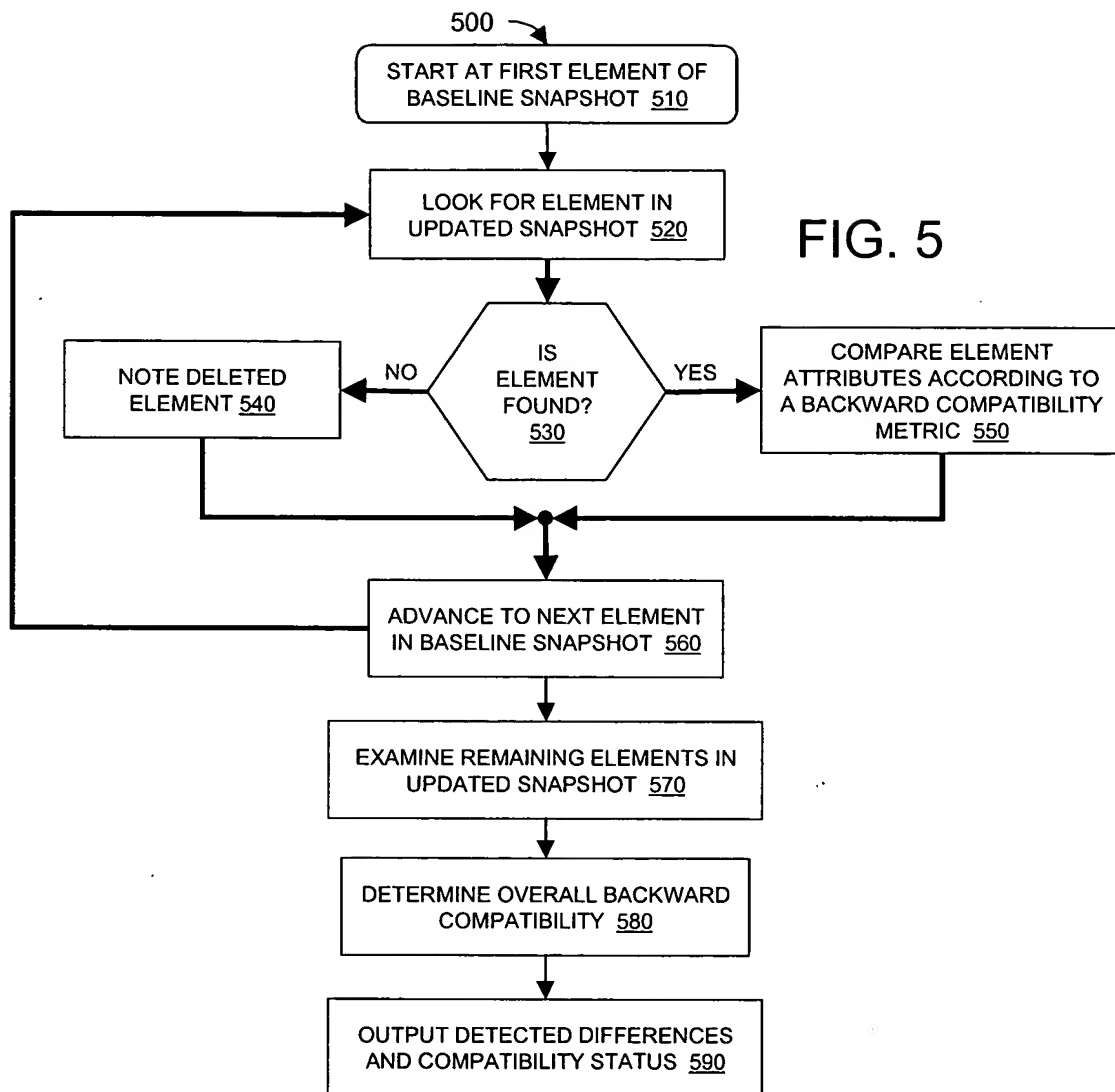 500
START AT FIRST ELEMENT OF
BASELINE SNAPSHOT 510
LOOK FOR ELEMENT IN
UPDATED SNAPSHOT 520
FIG. 5
IS
ELEMENT
FOUND?
530
NO
YES
NOTE DELETED
ELEMENT 540
COMPARE ELEMENT
ATTRIBUTES ACCORDING TO
A BACKWARD COMPATIBILITY
METRIC 550
ADVANCE TO NEXT ELEMENT
IN BASELINE SNAPSHOT 560
EXAMINE REMAINING ELEMENTS IN
UPDATED SNAPSHOT 570
DETERMINE OVERALL BACKWARD
COMPATIBILITY 580
OUTPUT DETECTED DIFFERENCES
AND COMPATIBILITY STATUS 590